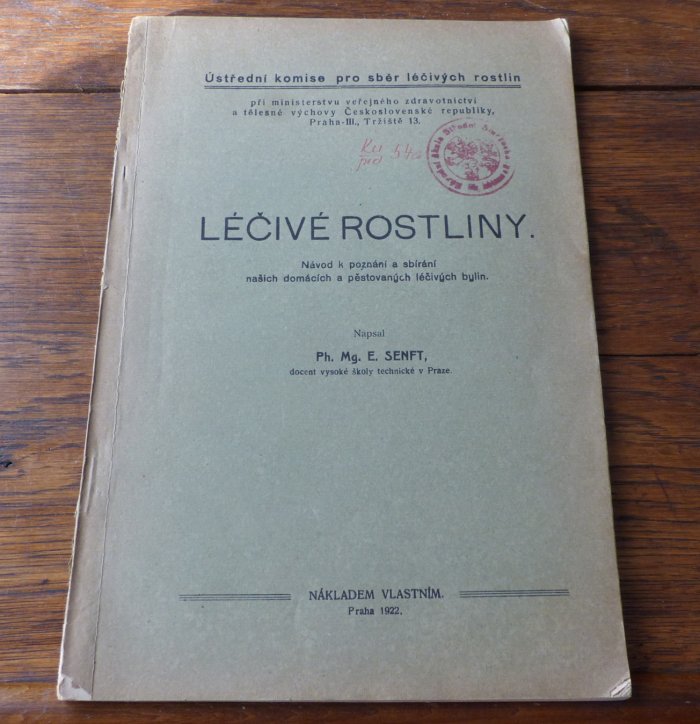 Ústřední komise pro sběr léčivých rostlin
při ministerstvu veřejného zdravotnictví
a tělesné výchovy Československé republiky,
Praha-III., Tržiště 13.
LÉČIVÉ ROSTLINY.
Návod k poznání a sbírání
našich domácích a pěstovaných léčivých bylin.
Napsal
Ph. Mg. E. SENFT,
docent vysoké školy technické v Praze.
NÁKLADEM VLASTNÍM.
Praha 1922.